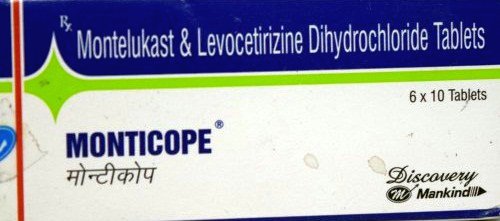 Rx Montelukast & Levocetirizine Dihydrochloride Tablets
6 x 10 Tablets
MONTICOPE®
मोन्टीकोप
Discovery
M Mankind